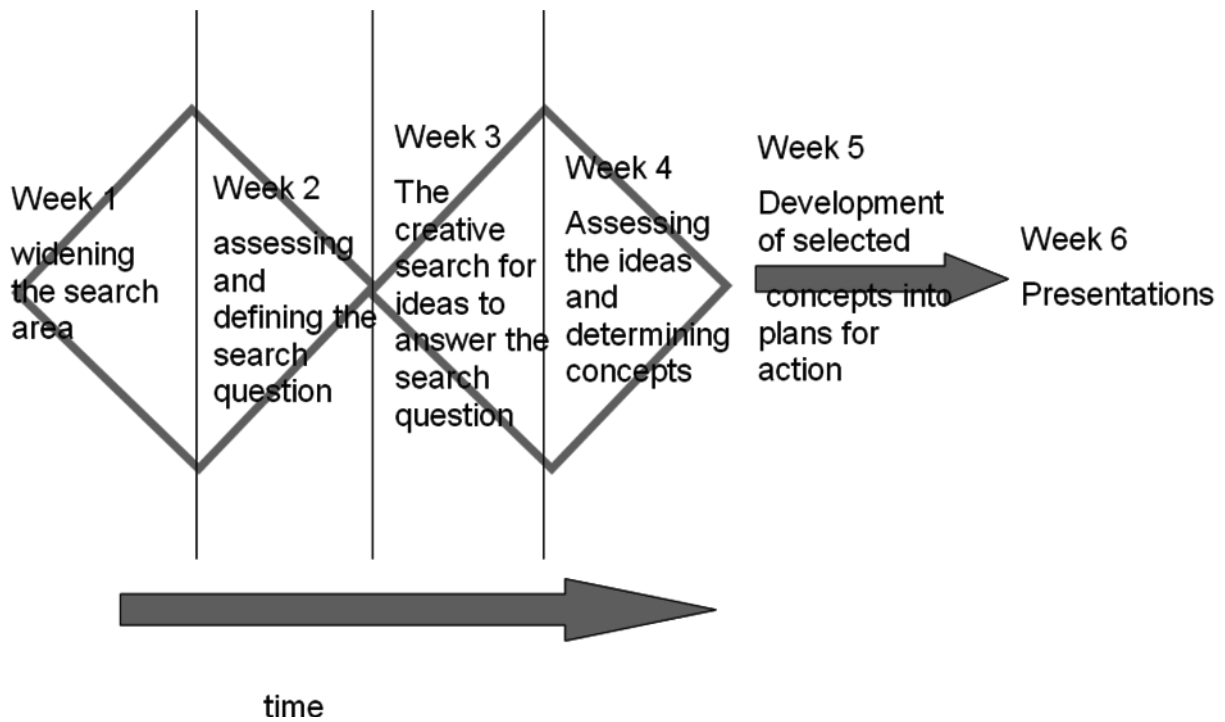 Week 1
widening
the search
area
Week 2
assessing
and
defining the
search
question
Week 3
The
creative
search for
ideas to
answer the
search
question
Week 4
Assessing
the ideas
and
determining
concepts
Week 5
Development
of selected
concepts into
plans for
action
Week 6
Presentations
time